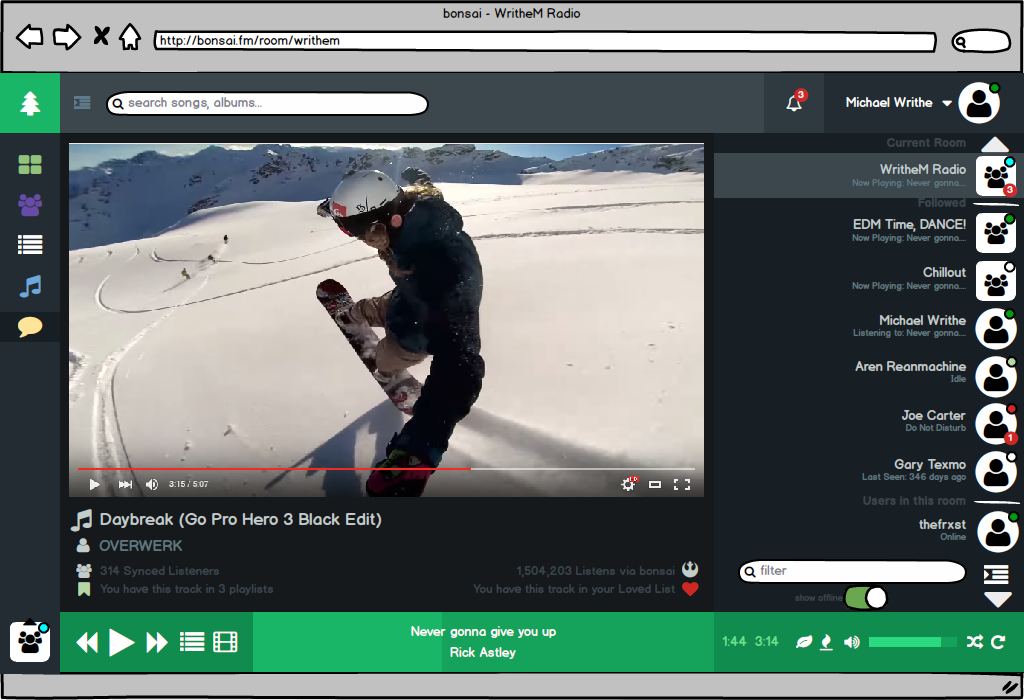 bonsai - WritheM Radio
http://bonsai.fm/room/writhem
search songs, albums...
3
Michael Writhe
Current Room
WritheM Radio
Now Playing: Never gonna...
3
Followed
EDM Time, DANCE!
Now Playing: Never gonna...
Chillout
Now Playing: Never gonna...
Michael Writhe
Listening to: Never gonna...
Aren Reanmachine
Idle
Joe Carter
Do Not Disturb
1
Gary Texmo
Last Seen: 346 days ago
Users in this room
thefrxst
Online
filter
show offline
3:15 / 5:07
HD
Daybreak (Go Pro Hero 3 Black Edit)
OVERWERK
314 Synced Listeners
1,504,203 Listens via bonsai
You have this track in 3 playlists
You have this track in your Loved List
Never gonna give you up
Rick Astley
1:44 3:14